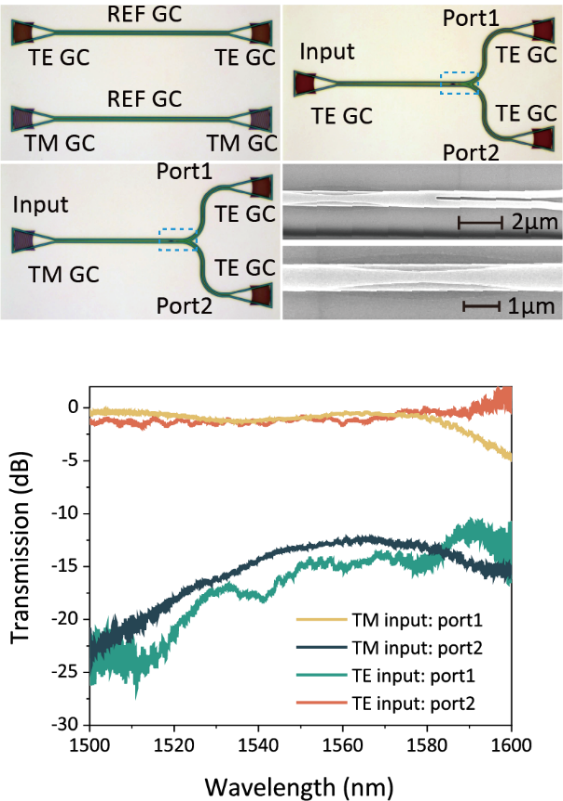 REF GC
TE GC TE GC
REF GC
TM GC TM GC
Port1
Input
TE GC
TE GC
TE GC
Port2
Port1
Input
TE GC
TM GC
TE GC
Port2
2μm
1μm
0
-5
-10
-15
-20
-25
-30
Transmission (dB)
TM input: port1
TM input: port2
TE input: port1
TE input: port2
1500 1520 1540 1560 1580 1600
Wavelength (nm)